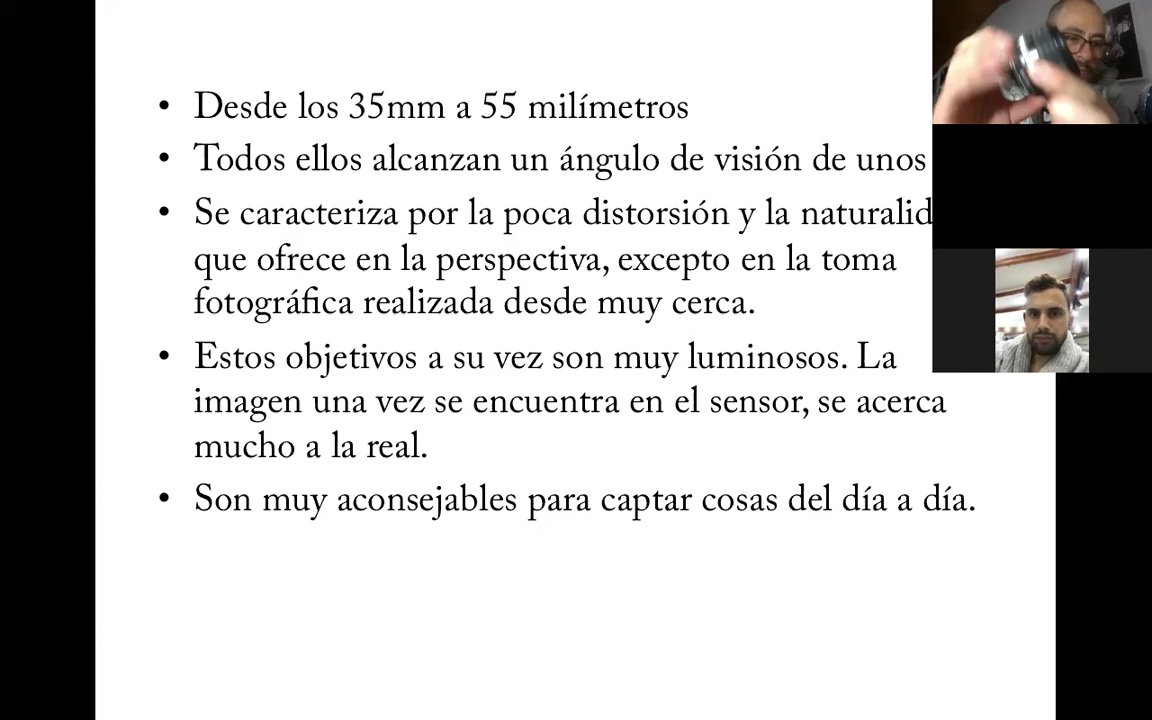 • Desde los 35mm a 55 milímetros
• Todos ellos alcanzan un ángulo de visión de unos
• Se caracteriza por la poca distorsión y la
que ofrece en la perspectiva, excepto en la toma
fotográfica realizada desde muy cerca.
• Estos objetivos a su vez son muy luminosos. La
imagen una vez se encuentra en el sensor, se acerca
mucho a la real.
• Son muy aconsejables para captar cosas del día a día.